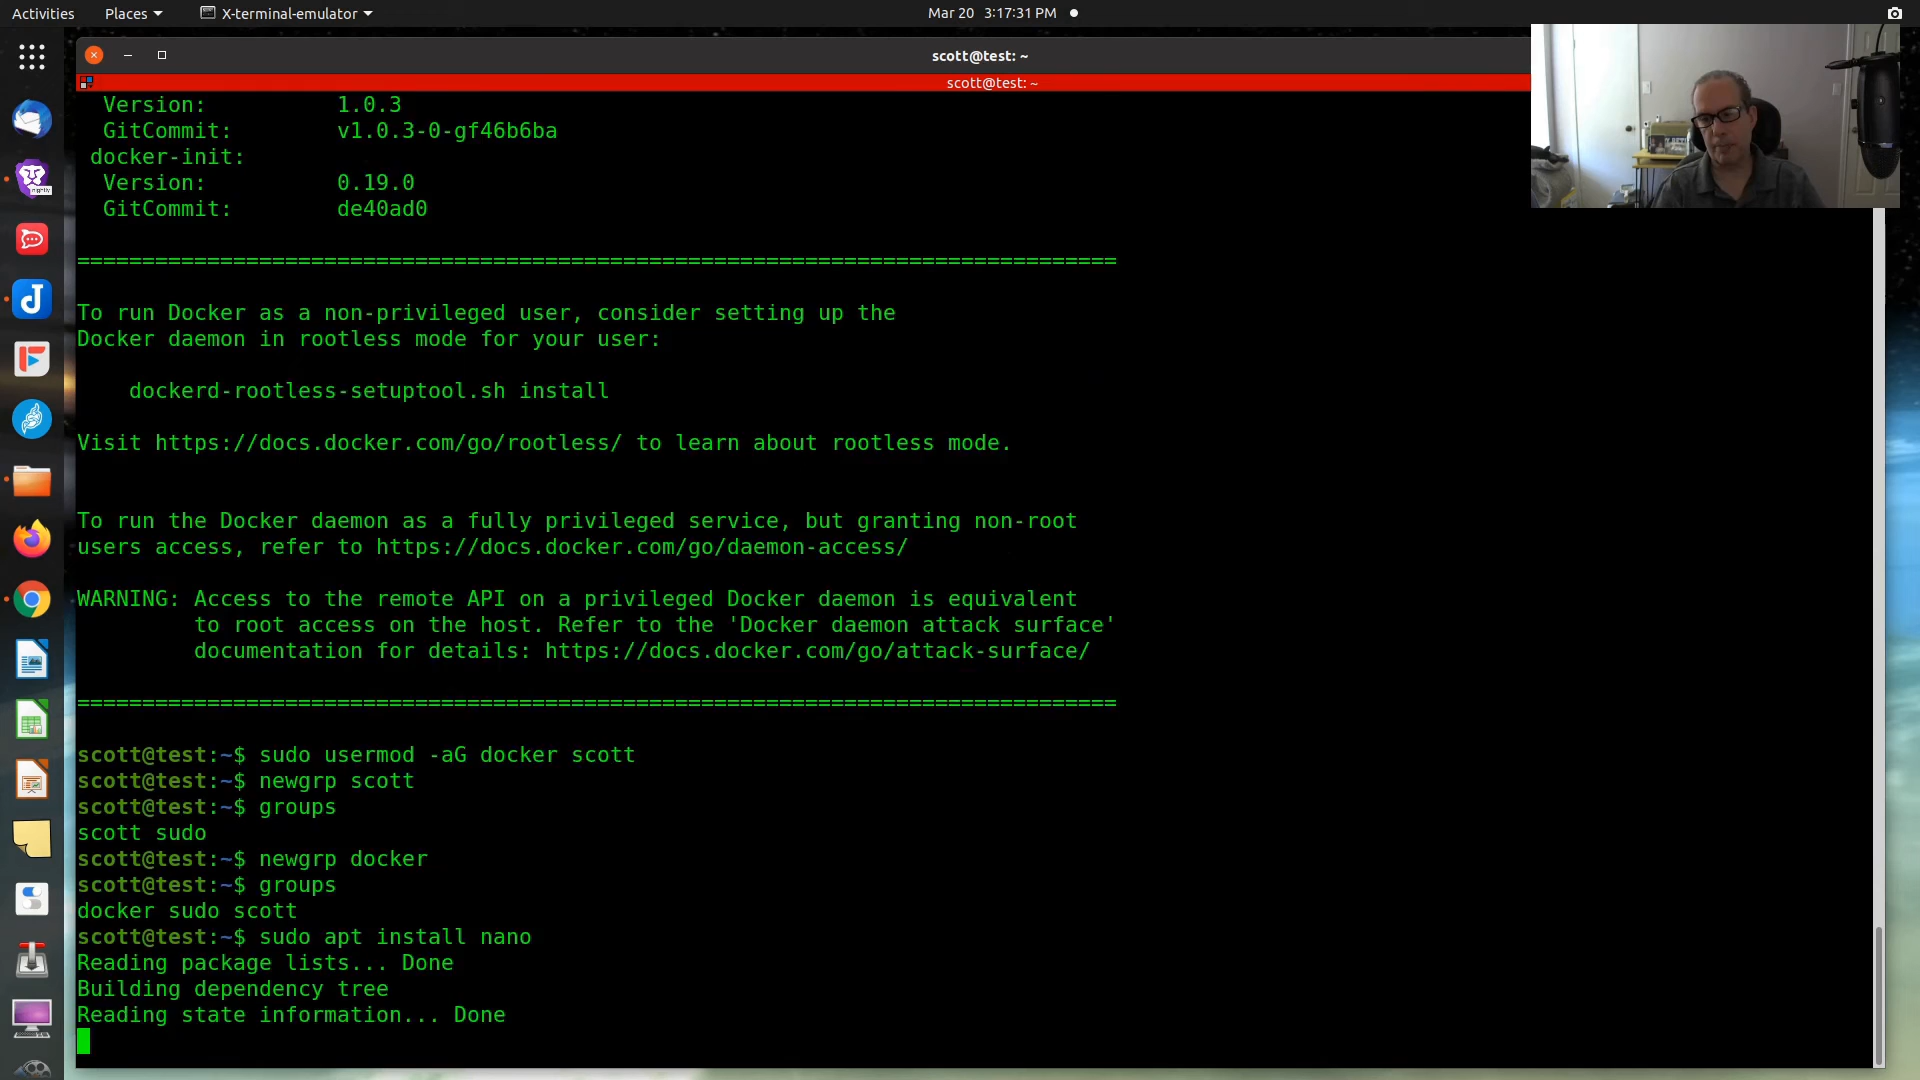 Activities Places X-terminal-emulator Mar 20 3:17:31 PM
scott@test: ~
scott@test: ~
Version: 1.0.3
GitCommit: v1.0.3-0-gf46b6ba
docker-init:
Version: 0.19.0
GitCommit: de40ad0
================================================================================
To run Docker as a non-privileged user, consider setting up the
Docker daemon in rootless mode for your user:
dockerd-rootless-setuptool.sh install
Visit https://docs.docker.com/go/rootless/ to learn about rootless mode.
To run the Docker daemon as a fully privileged service, but granting non-root
users access, refer to https://docs.docker.com/go/daemon-access/
WARNING: Access to the remote API on a privileged Docker daemon is equivalent
to root access on the host. Refer to the 'Docker daemon attack surface'
documentation for details: https://docs.docker.com/go/attack-surface/
================================================================================
scott@test:~$ sudo usermod -aG docker scott
scott@test:~$ newgrp scott
scott@test:~$ groups
scott sudo
scott@test:~$ newgrp docker
scott@test:~$ groups
docker sudo scott
scott@test:~$ sudo apt install nano
Reading package lists... Done
Building dependency tree
Reading state information... Done